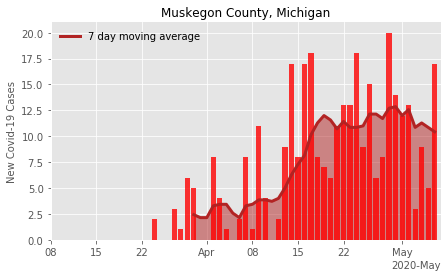 Muskegon County, Michigan
7 day moving average
New Covid-19 Cases
20.0
17.5
15.0
12.5
10.0
7.5
5.0
2.5
0.0
08 15 22 Apr 08 15 22 May
2020-May